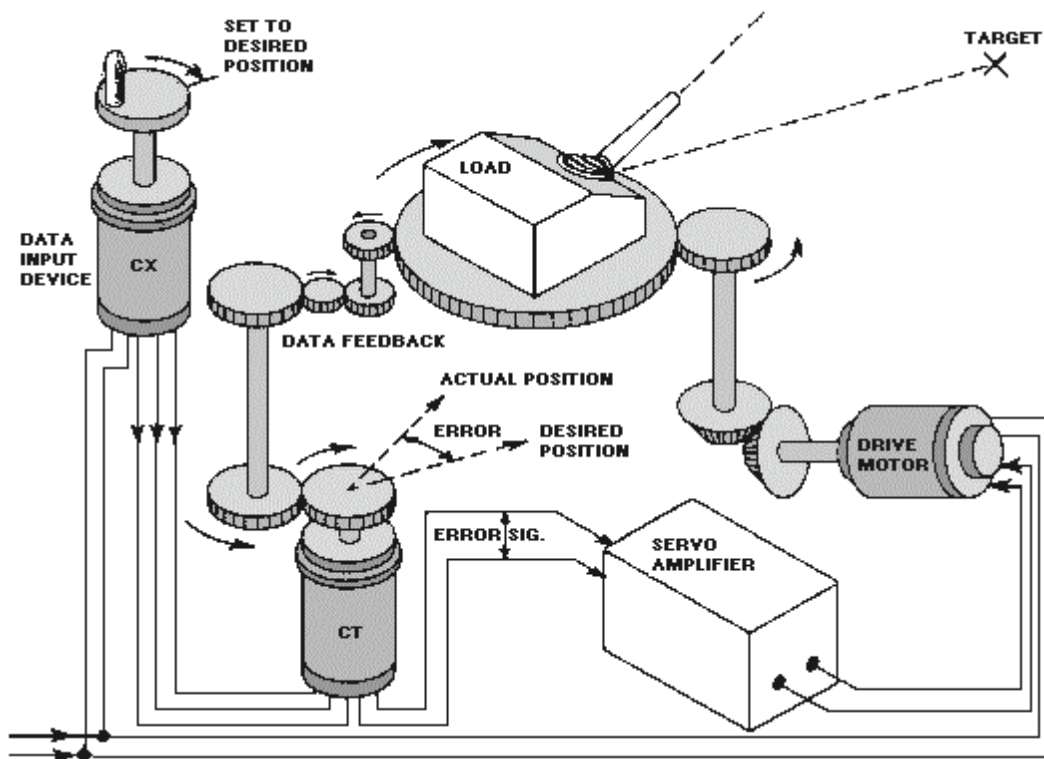 SET TO
DESIRED
POSITION
TARGET
LOAD
DATA
INPUT
DEVICE
CX
DATA FEEDBACK
ACTUAL POSITION
ERROR
DESIRED
POSITION
DRIVE
MOTOR
ERROR SIG.
SERVO
AMPLIFIER
CT